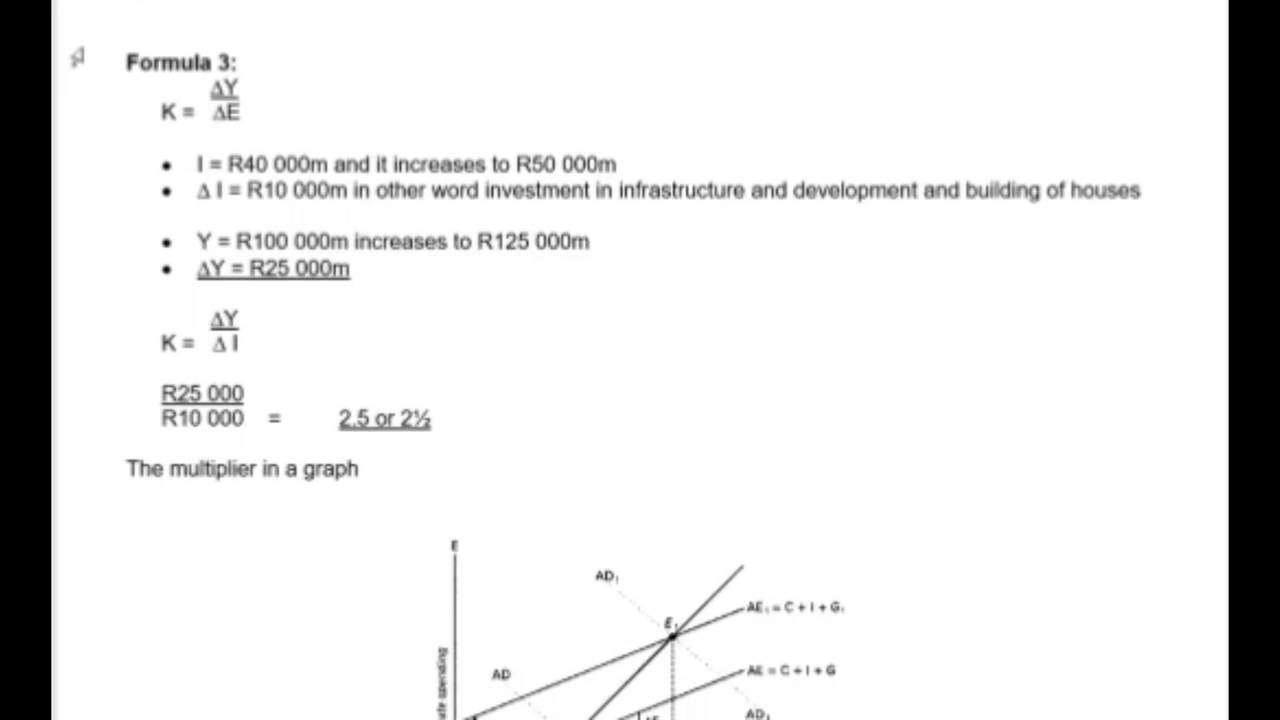 Formula 3:
ΔY
K = ΔE
• I = R40 000m and it increases to R50 000m
• Δ I = R10 000m in other word investment in infrastructure and development and building of houses
• Y = R100 000m increases to R125 000m
• ΔY = R25 000m
ΔY
K = Δ I
R25 000
R10 000 = 2.5 or 2½
The multiplier in a graph
E
AD₁
AE₁ = C + I + G₁
E₁
AE = C + I + G
AD
AD₁
spending